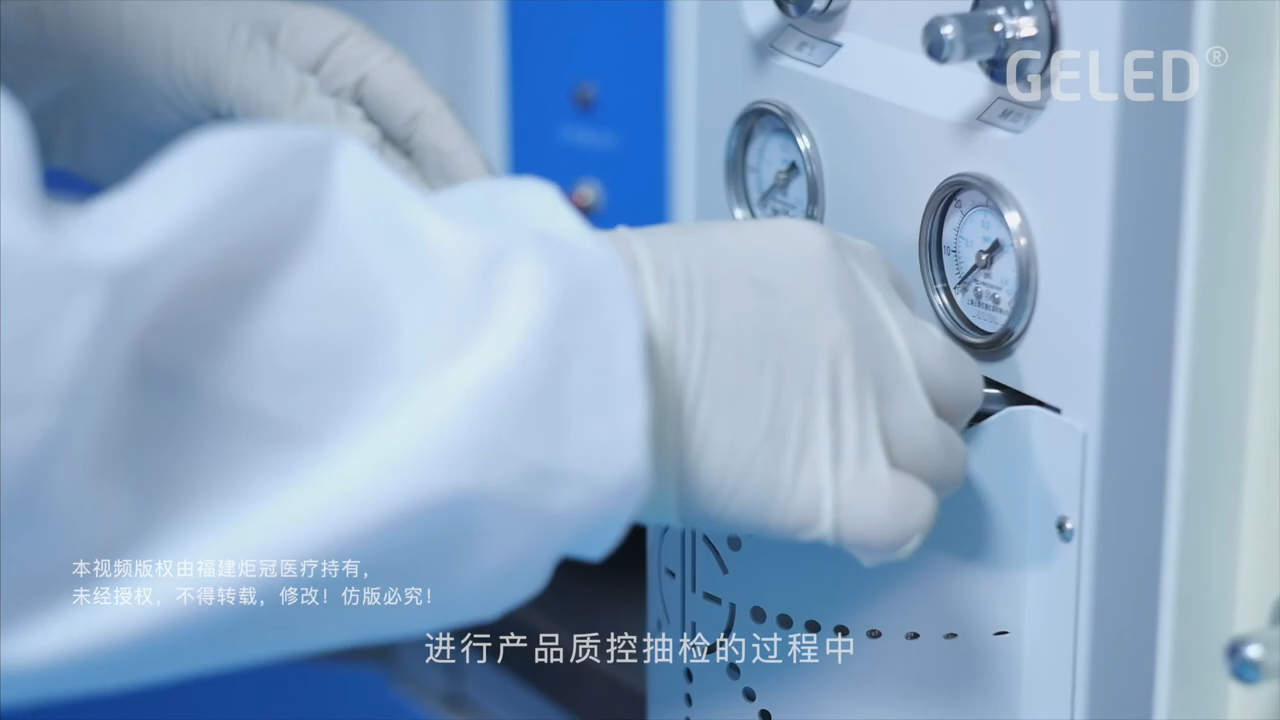 GELED®
20
10
本视频版权由福建炬冠医疗持有,
未经授权,不得转载,修改!仿版必究!
进行产品质控抽检的过程中